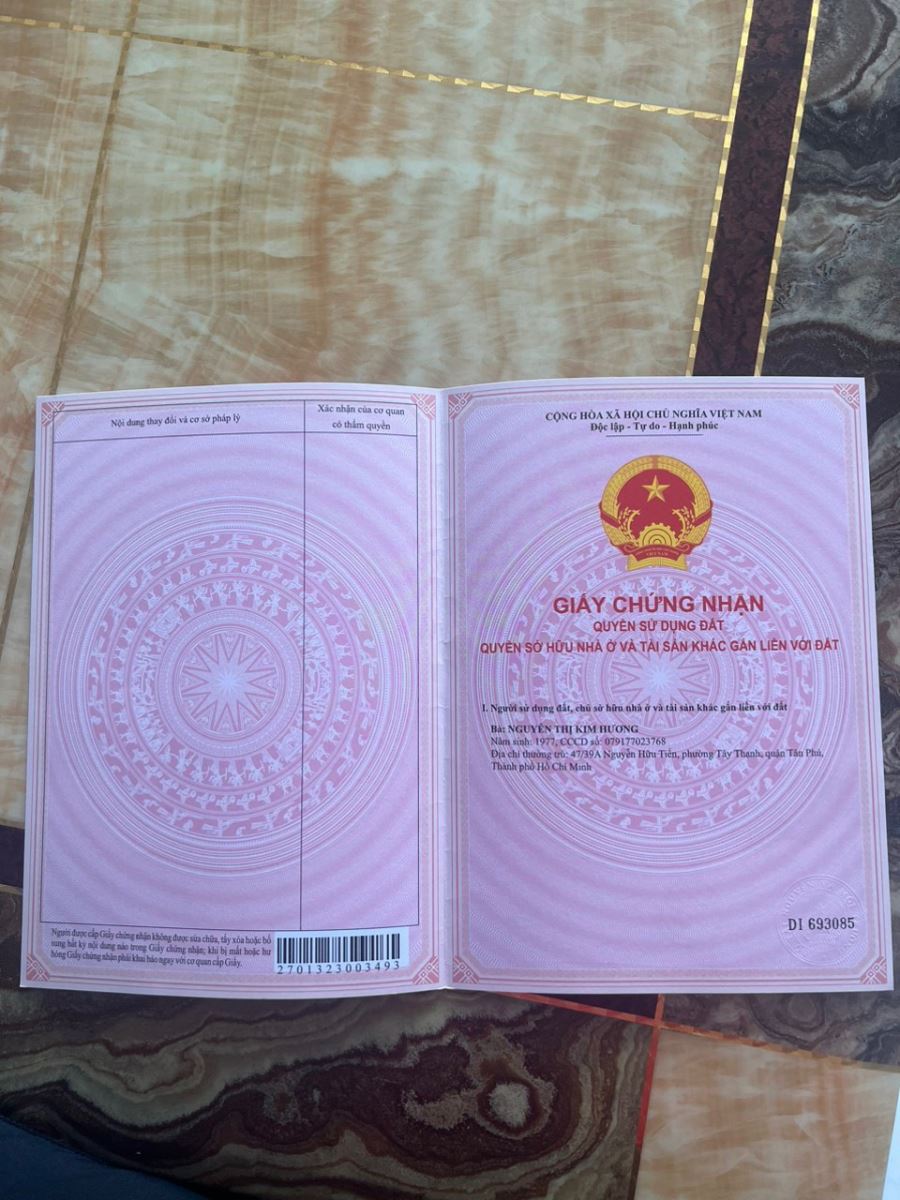 Nội dung thay đổi và cơ sở pháp lý
Xác nhận của cơ quan
có thẩm quyền
Người được cấp Giấy chứng nhận không được sửa chữa, tẩy xóa hoặc bổ
sung bất kỳ nội dung nào trong Giấy chứng nhận; khi bị mất hoặc hư
hỏng Giấy chứng nhận phải khai báo ngay với cơ quan cấp Giấy.
2701323003493
CỘNG HÒA XÃ HỘI CHỦ NGHĨA VIỆT NAM
Độc lập - Tự do - Hạnh phúc
VIỆT NAM
GIẤY CHỨNG NHẬN
QUYỀN SỬ DỤNG ĐẤT
QUYỀN SỞ HỮU NHÀ Ở VÀ TÀI SẢN KHÁC GẮN LIỀN VỚI ĐẤT
I. Người sử dụng đất, chủ sở hữu nhà ở và tài sản khác gắn liền với đất
Bà: NGUYỄN THỊ KIM HƯƠNG
Năm sinh: 1977, CCCD số: 079177023768
Địa chỉ thường trú: 47/39A Nguyễn Hữu Tiến, phường Tây Thạnh, quận Tân Phú,
Thành phố Hồ Chí Minh
DI 693085